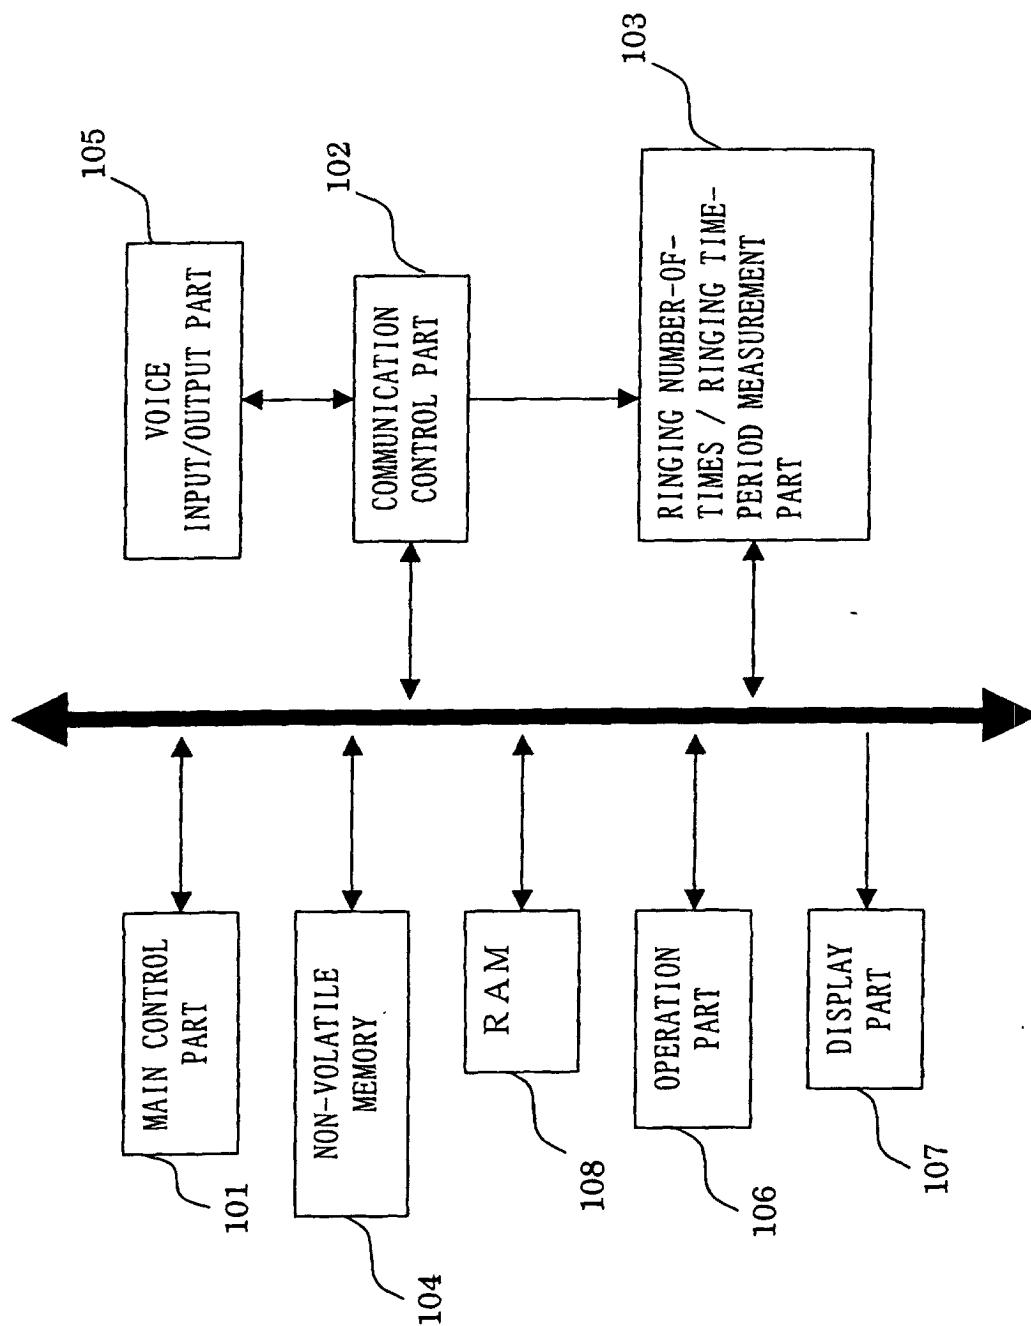 101
MAIN CONTROL
PART
104
NON-VOLATILE
MEMORY
108
RAM
106
OPERATION
PART
107
DISPLAY
PART
VOICE
INPUT/OUTPUT PART
105
COMMUNICATION
CONTROL PART
102
RINGING NUMBER-OF-
TIMES / RINGING TIME-
PERIOD MEASUREMENT
PART
103